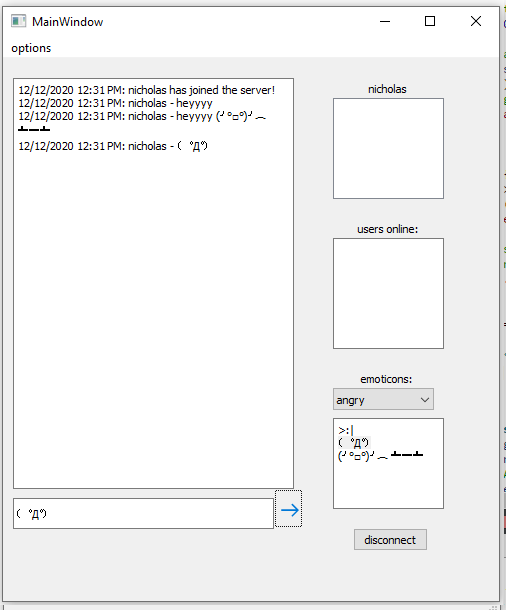 MainWindow
options
12/12/2020 12:31 PM: nicholas has joined the server!
12/12/2020 12:31 PM: nicholas - heyyyy
12/12/2020 12:31 PM: nicholas - heyyyy (╯°□°)╯︵
┻━┻
12/12/2020 12:31 PM: nicholas - ( ゚Д゚)
( ゚Д゚)
→
nicholas
users online:
emoticons:
angry
>:|
( ゚Д゚)
(╯°□°)╯︵ ┻━┻
disconnect